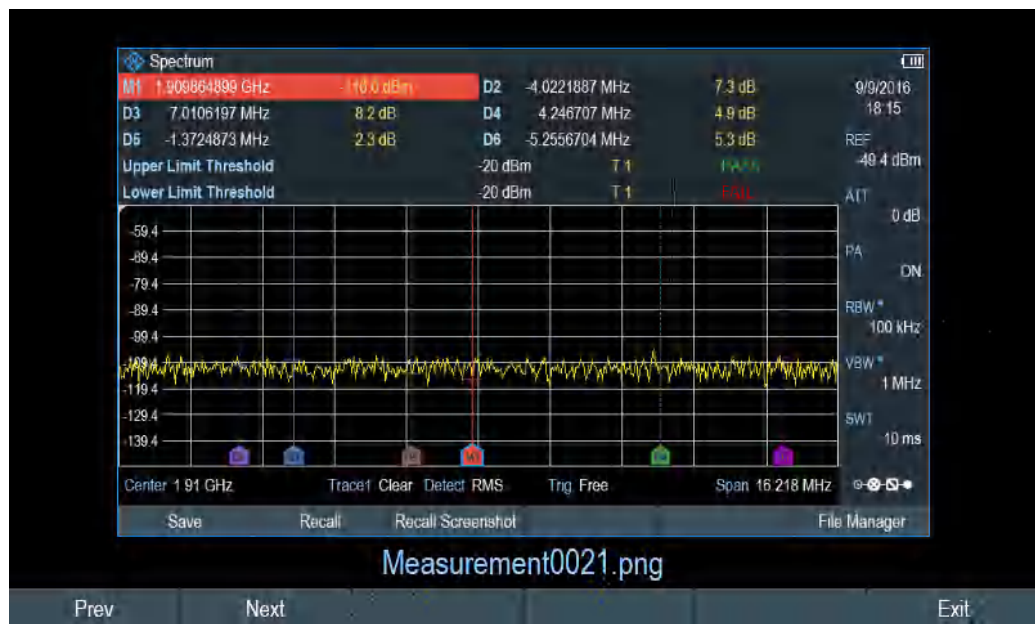 Spectrum
M1 1.909864899 GHz -110.0 dBm D2 -4.0221887 MHz 7.3 dB 9/9/2016
D3 7.0106197 MHz 8.2 dB D4 4.246707 MHz 4.9 dB 18:15
D5 -1.3724873 MHz 2.3 dB D6 -5.2556704 MHz 5.3 dB REF
Upper Limit Threshold -20 dBm T 1 PASS -49.4 dBm
Lower Limit Threshold -20 dBm T 1 FAIL ATT
0 dB
-59.4
-69.4 PA
ON
-79.4
-89.4 RBW *
100 kHz
-99.4
-109.4 VBW *
-119.4 1 MHz
-129.4 SWT
-139.4 10 ms
M1
Center 1.91 GHz Trace1 Clear Detect RMS Trig Free Span 16.218 MHz
Save Recall Recall Screenshot File Manager
Measurement0021.png
Prev Next Exit